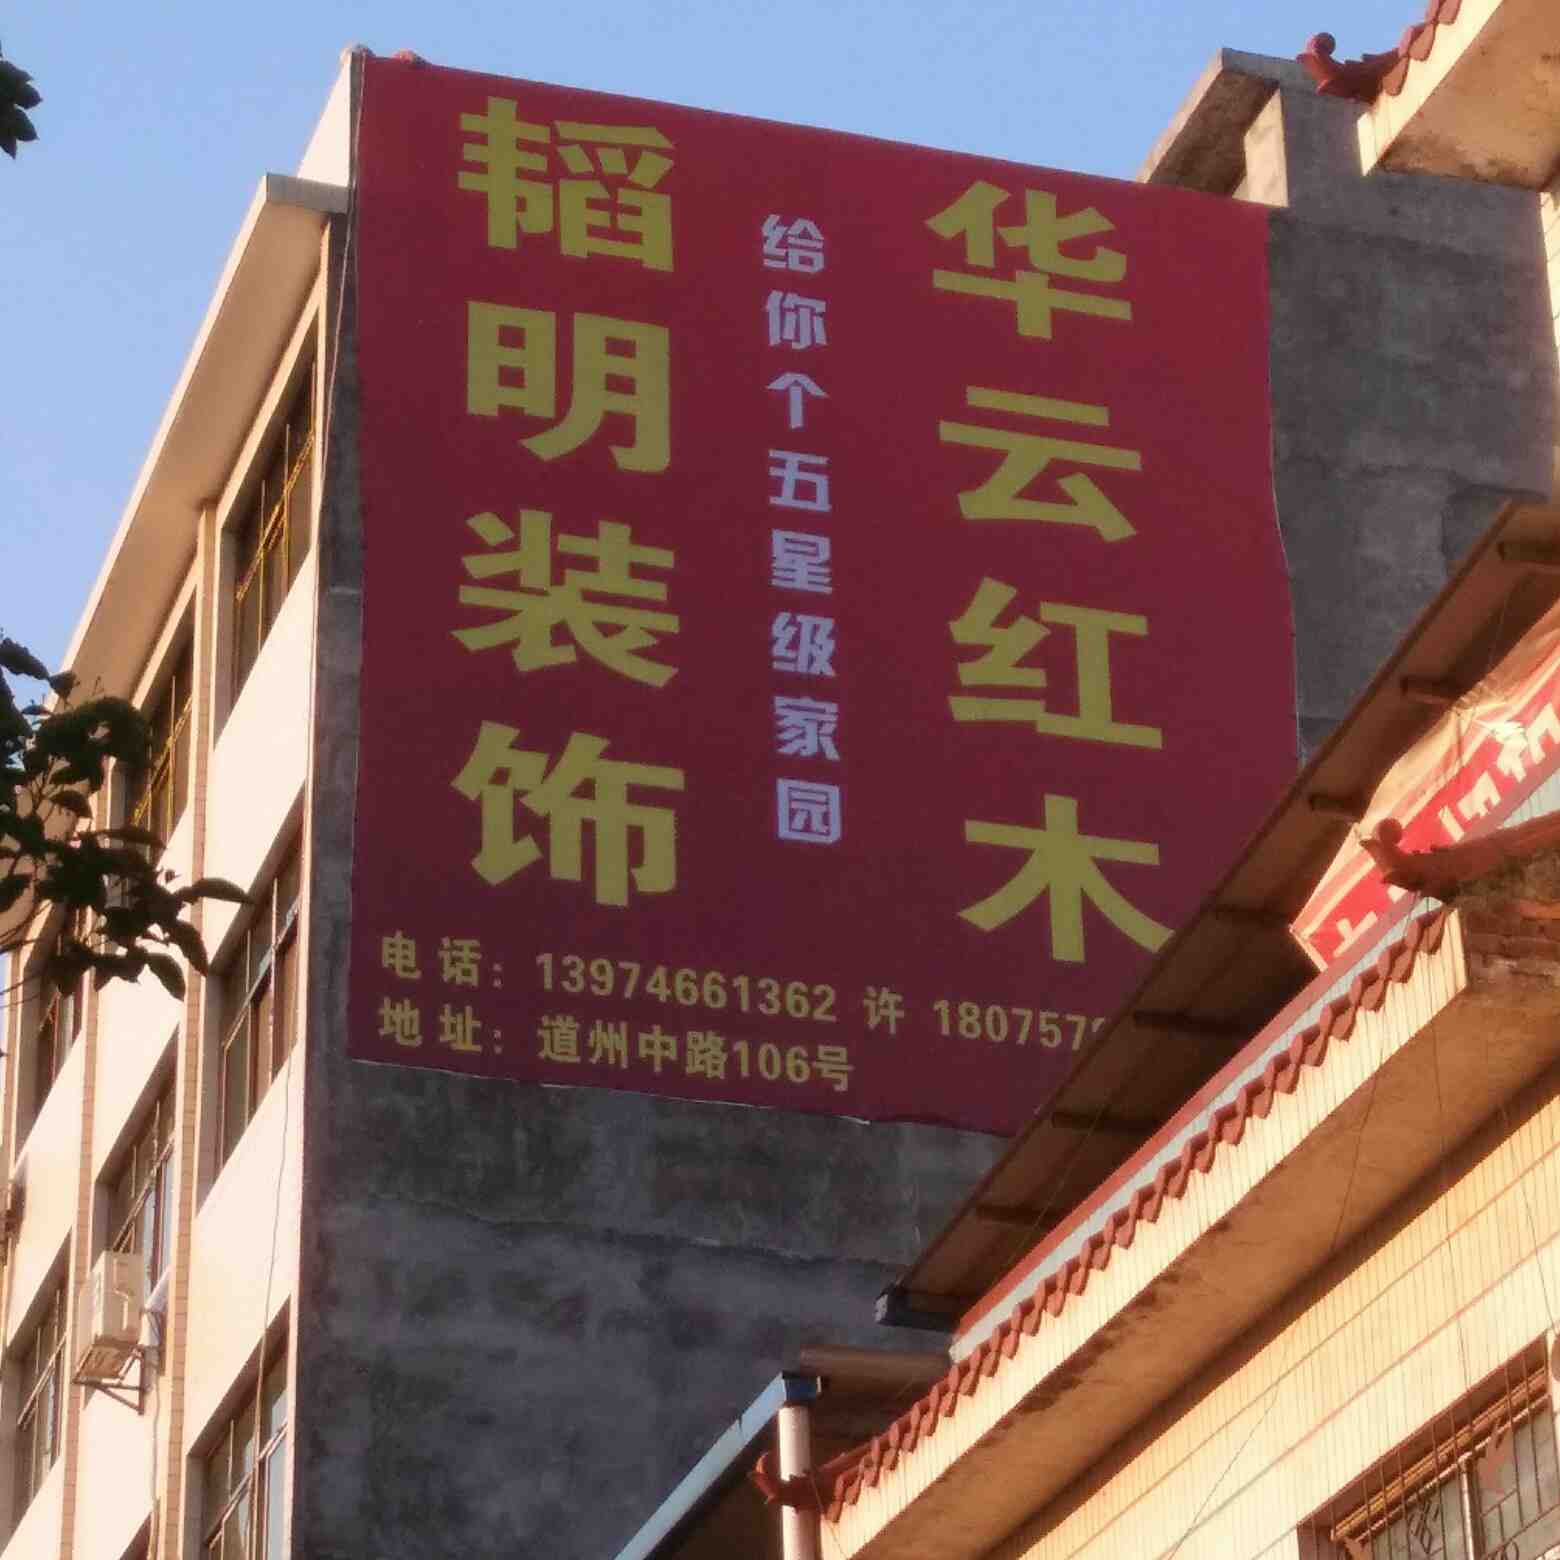 韬明装饰
给你个五星级家园
华云红木
电话：13974661362 许 180757
地址：道州中路106号